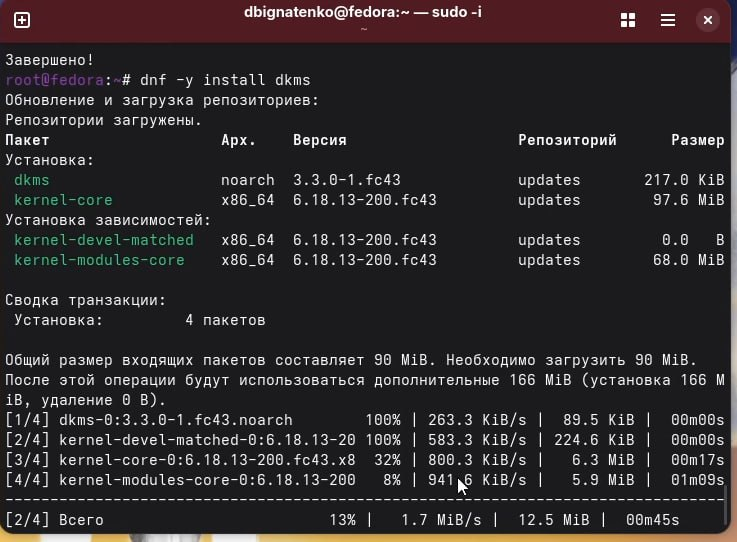 dbignatenko@fedora:~ — sudo -i
~
Завершено!
root@fedora:~# dnf -y install dkms
Обновление и загрузка репозиториев:
Репозитории загружены.
Пакет Арх. Версия Репозиторий Размер
Установка:
dkms noarch 3.3.0-1.fc43 updates 217.0 KiB
kernel-core x86_64 6.18.13-200.fc43 updates 97.6 MiB
Установка зависимостей:
kernel-devel-matched x86_64 6.18.13-200.fc43 updates 0.0 B
kernel-modules-core x86_64 6.18.13-200.fc43 updates 68.0 MiB
Сводка транзакции:
Установка: 4 пакетов
Общий размер входящих пакетов составляет 90 MiB. Необходимо загрузить 90 MiB.
После этой операции будут использоваться дополнительные 166 MiB (установка 166 M
iB, удаление 0 B).
[1/4] dkms-0:3.3.0-1.fc43.noarch 100% | 263.3 KiB/s | 89.5 KiB | 00m00s
[2/4] kernel-devel-matched-0:6.18.13-20 100% | 583.3 KiB/s | 224.6 KiB | 00m00s
[3/4] kernel-core-0:6.18.13-200.fc43.x8 32% | 800.3 KiB/s | 6.3 MiB | 00m17s
[4/4] kernel-modules-core-0:6.18.13-200 8% | 941.6 KiB/s | 5.9 MiB | 01m09s
--------------------------------------------------------------------------------
[2/4] Всего 13% | 1.7 MiB/s | 12.5 MiB | 00m45s